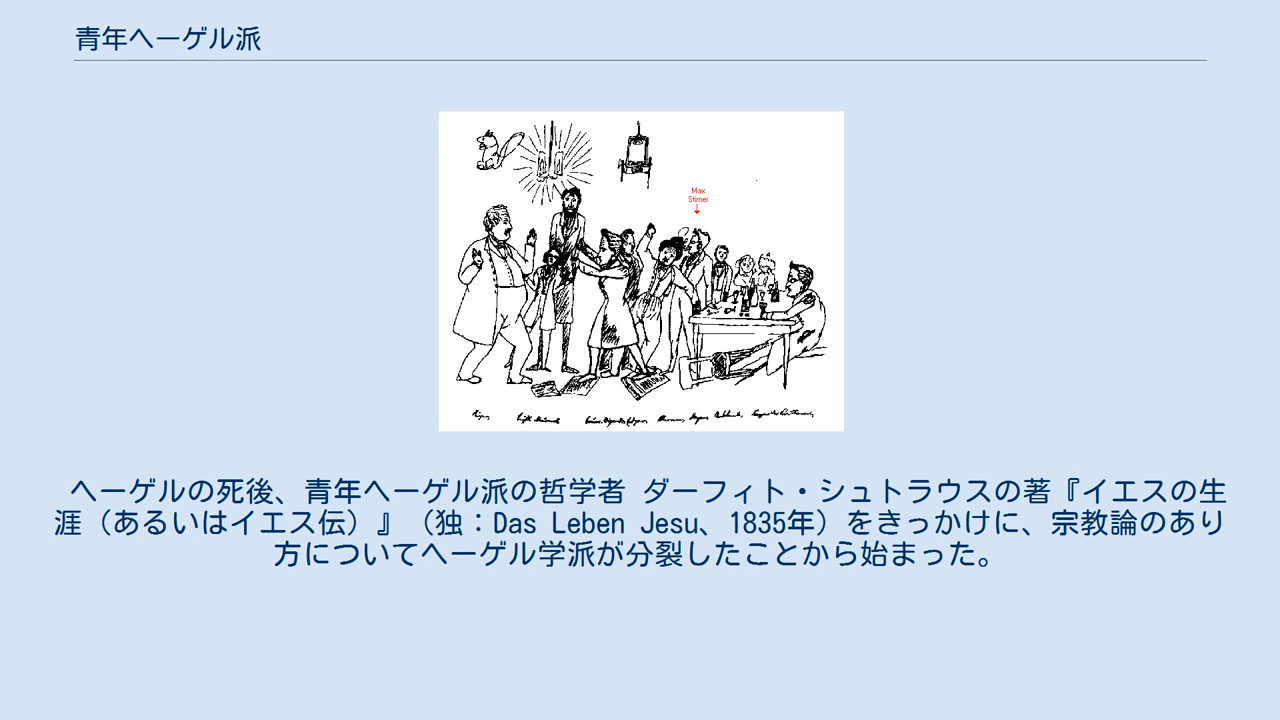 青年ヘーゲル派
Max
Stirner
ヘーゲルの死後、青年ヘーゲル派の哲学者 ダーフィト・シュトラウスの著『イエスの生
涯（あるいはイエス伝）』（独：Das Leben Jesu、1835年）をきっかけに、宗教論のあり
方についてヘーゲル学派が分裂したことから始まった。